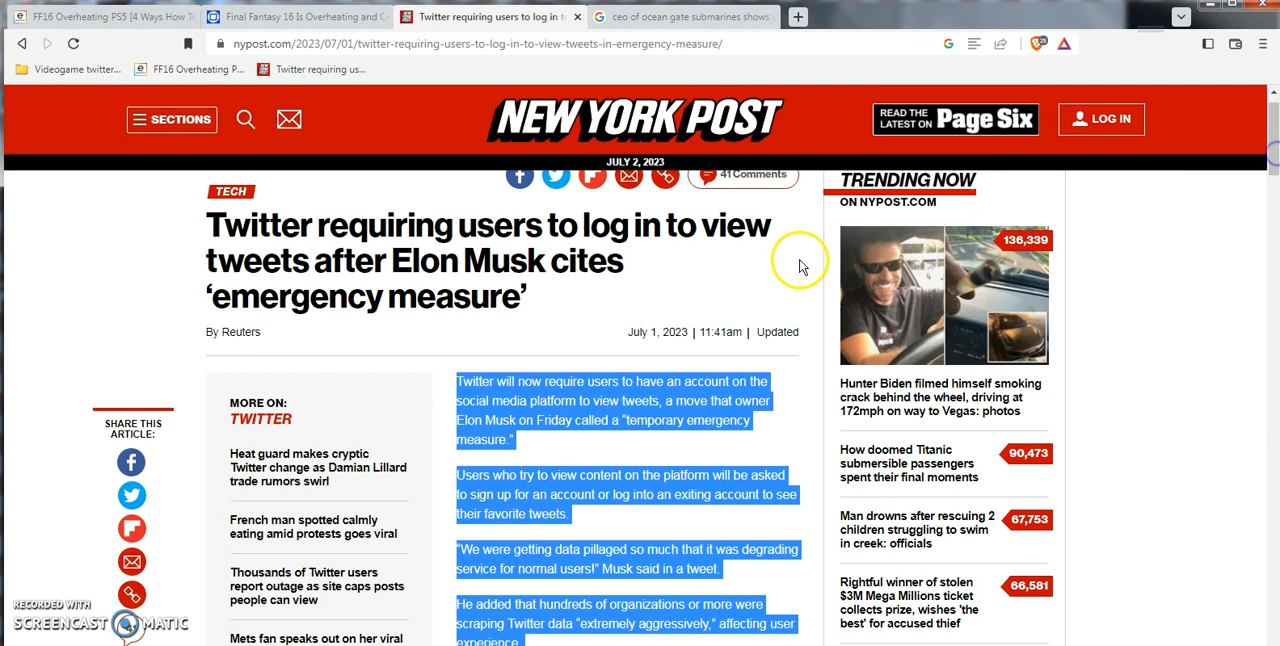 FF16 Overheating PS5 [4 Ways How To
Final Fantasy 16 Is Overheating and Cr
Twitter requiring users to log in to
ceo of ocean gate submarines shows
nypost.com/2023/07/01/twitter-requiring-users-to-log-in-to-view-tweets-in-emergency-measure/
Videogame twitter...
FF16 Overheating P...
Twitter requiring us...
SECTIONS
NEW YORK POST
READ THE
LATEST ON Page Six
LOG IN
JULY 2, 2023
TECH
41 Comments
Twitter requiring users to log in to view
tweets after Elon Musk cites
‘emergency measure’
By Reuters
July 1, 2023 | 11:41am | Updated
SHARE THIS
ARTICLE:
MORE ON:
TWITTER
Heat guard makes cryptic
Twitter change as Damian Lillard
trade rumors swirl
French man spotted calmly
eating amid protests goes viral
Thousands of Twitter users
report outage as site caps posts
people can view
Mets fan speaks out on her viral
Twitter will now require users to have an account on the
social media platform to view tweets, a move that owner
Elon Musk on Friday called a “temporary emergency
measure.”
Users who try to view content on the platform will be asked
to sign up for an account or log into an exiting account to see
their favorite tweets.
“We were getting data pillaged so much that it was degrading
service for normal users!” Musk said in a tweet.
He added that hundreds of organizations or more were
scraping Twitter data “extremely aggressively,” affecting user
experience.
TRENDING NOW
ON NYPOST.COM
136,339
Hunter Biden filmed himself smoking
crack behind the wheel, driving at
172mph on way to Vegas: photos
How doomed Titanic
submersible passengers
spent their final moments
90,473
Man drowns after rescuing 2
children struggling to swim
in creek: officials
67,753
Rightful winner of stolen
$3M Mega Millions ticket
collects prize, wishes 'the
best' for accused thief
66,581
RECORDED WITH
SCREENCAST MATIC